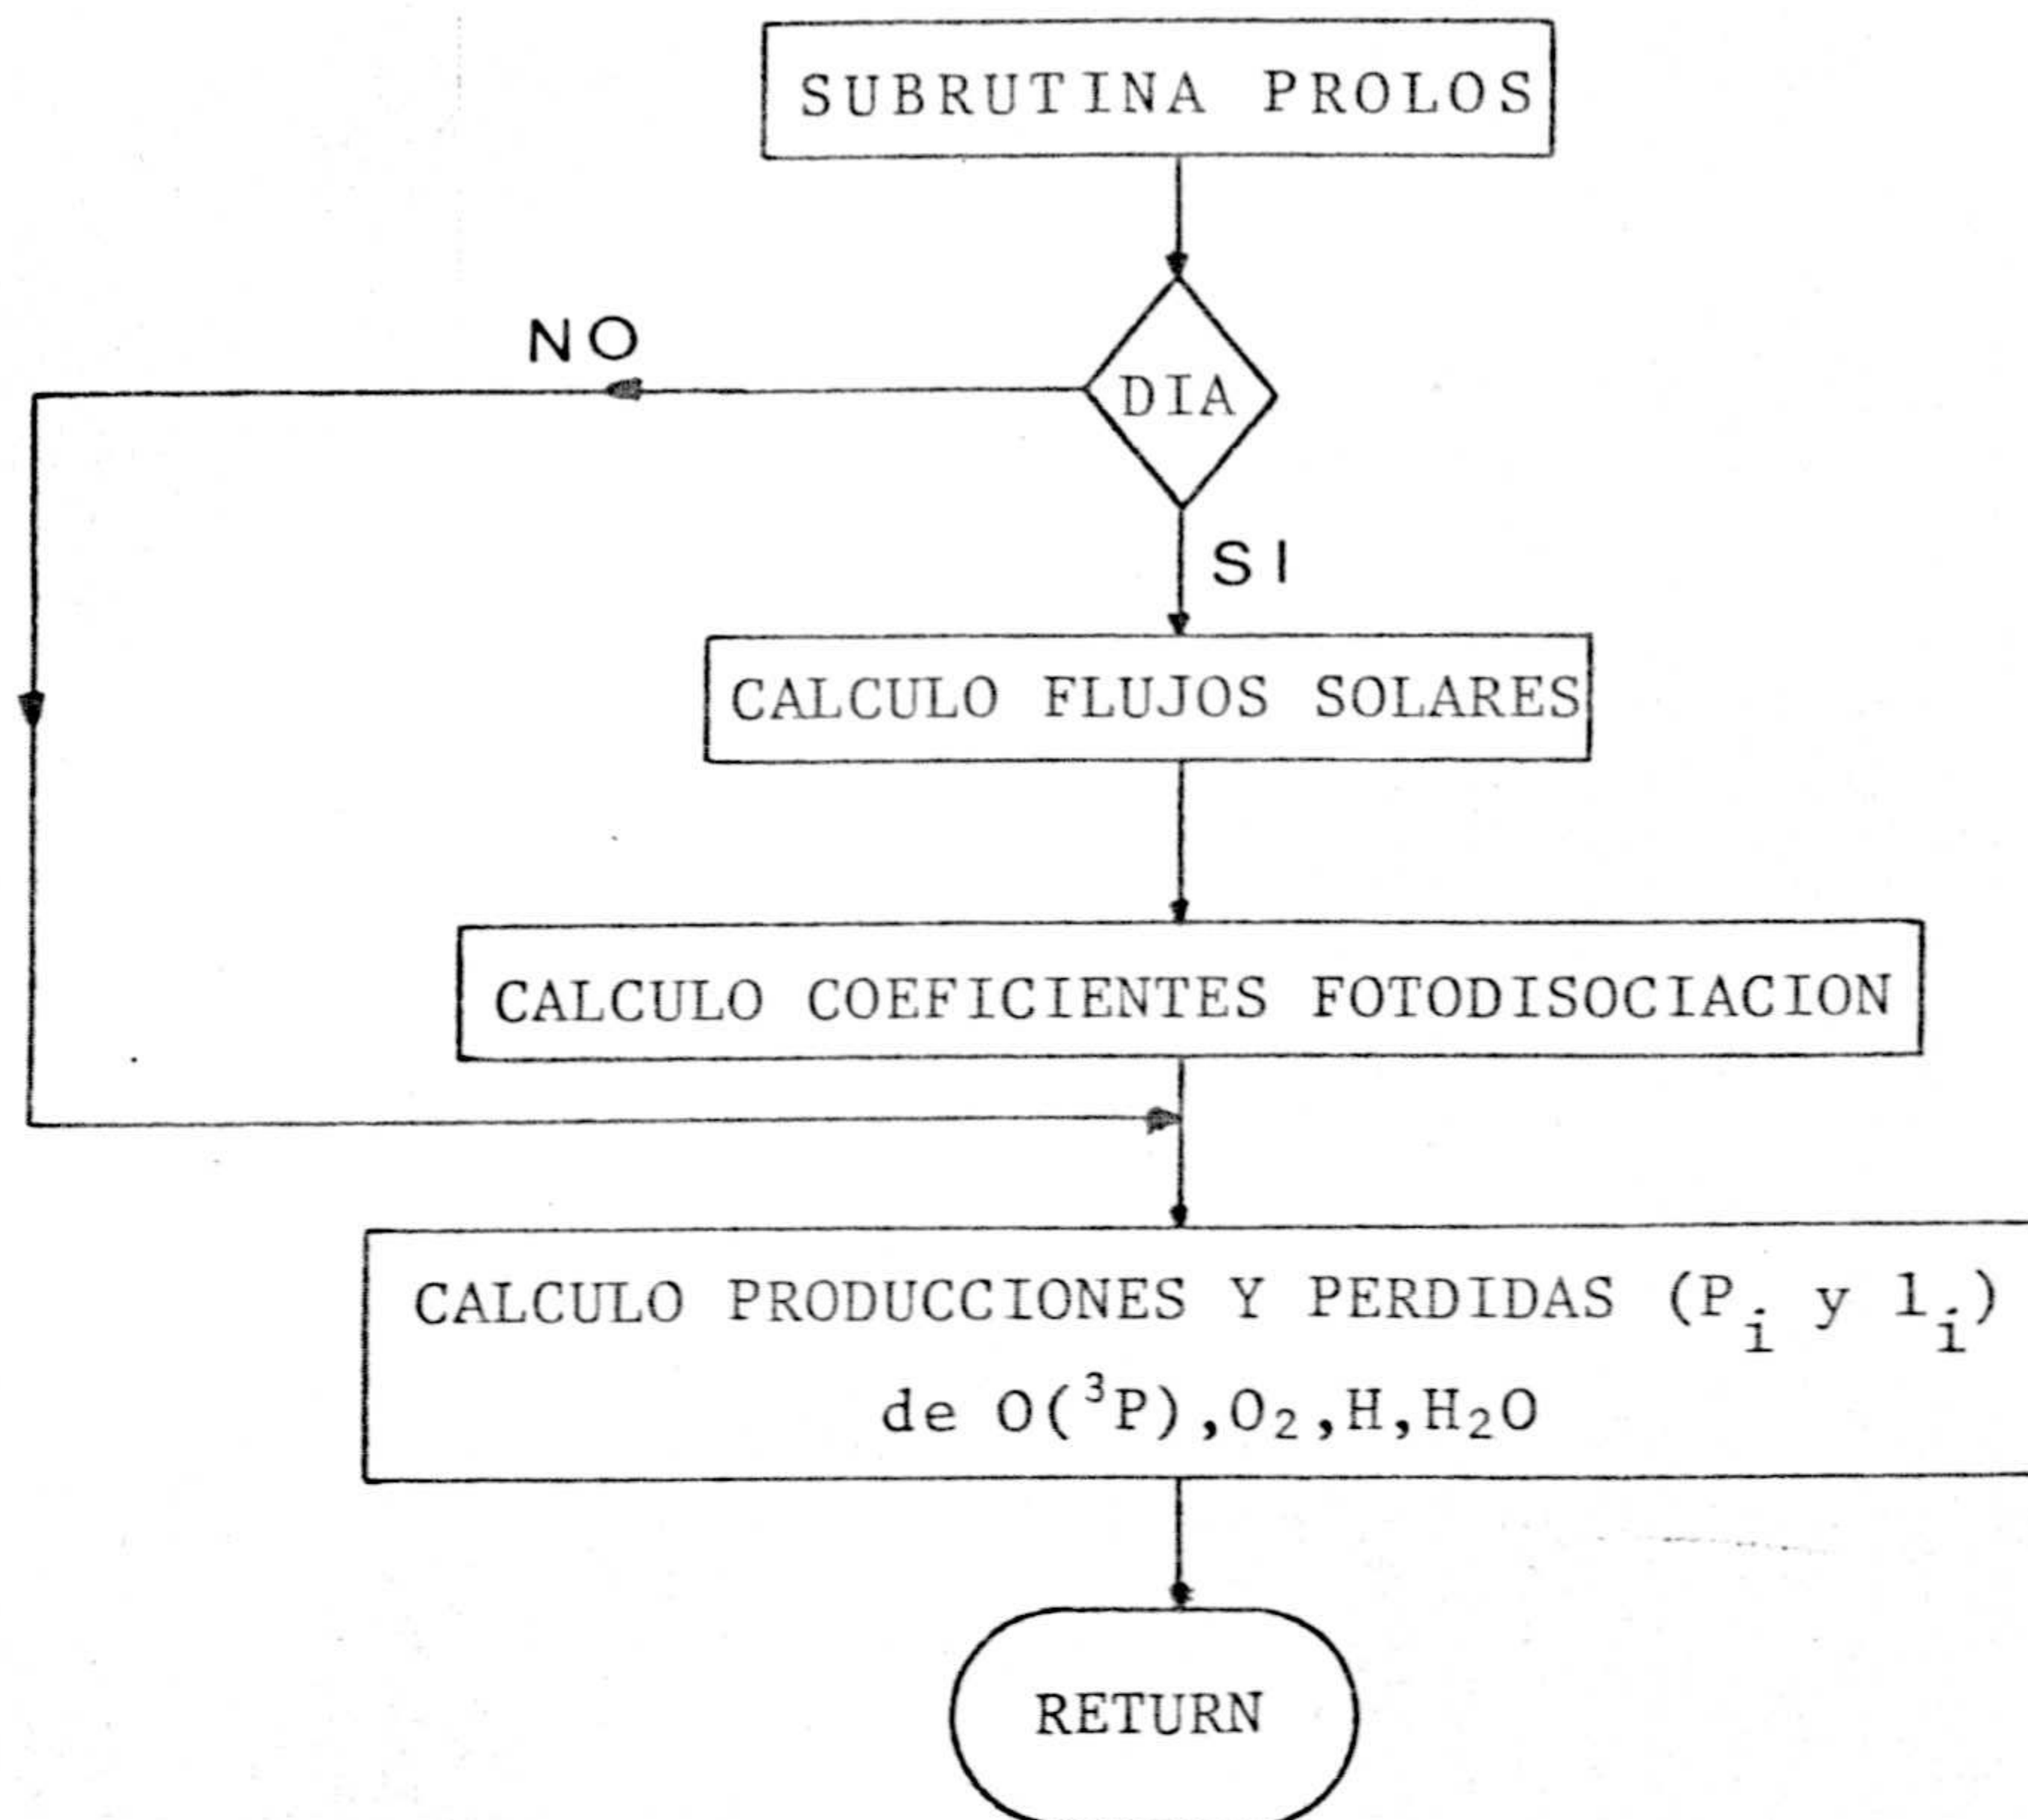 SUBRUTINA PROLOS
NO
DIA
SI
CALCULO FLUJOS SOLARES
CALCULO COEFICIENTES FOTODISOCIACION
CALCULO PRODUCCIONES Y PERDIDAS (Pᵢ y lᵢ)
de O(³P),O₂,H,H₂O
RETURN